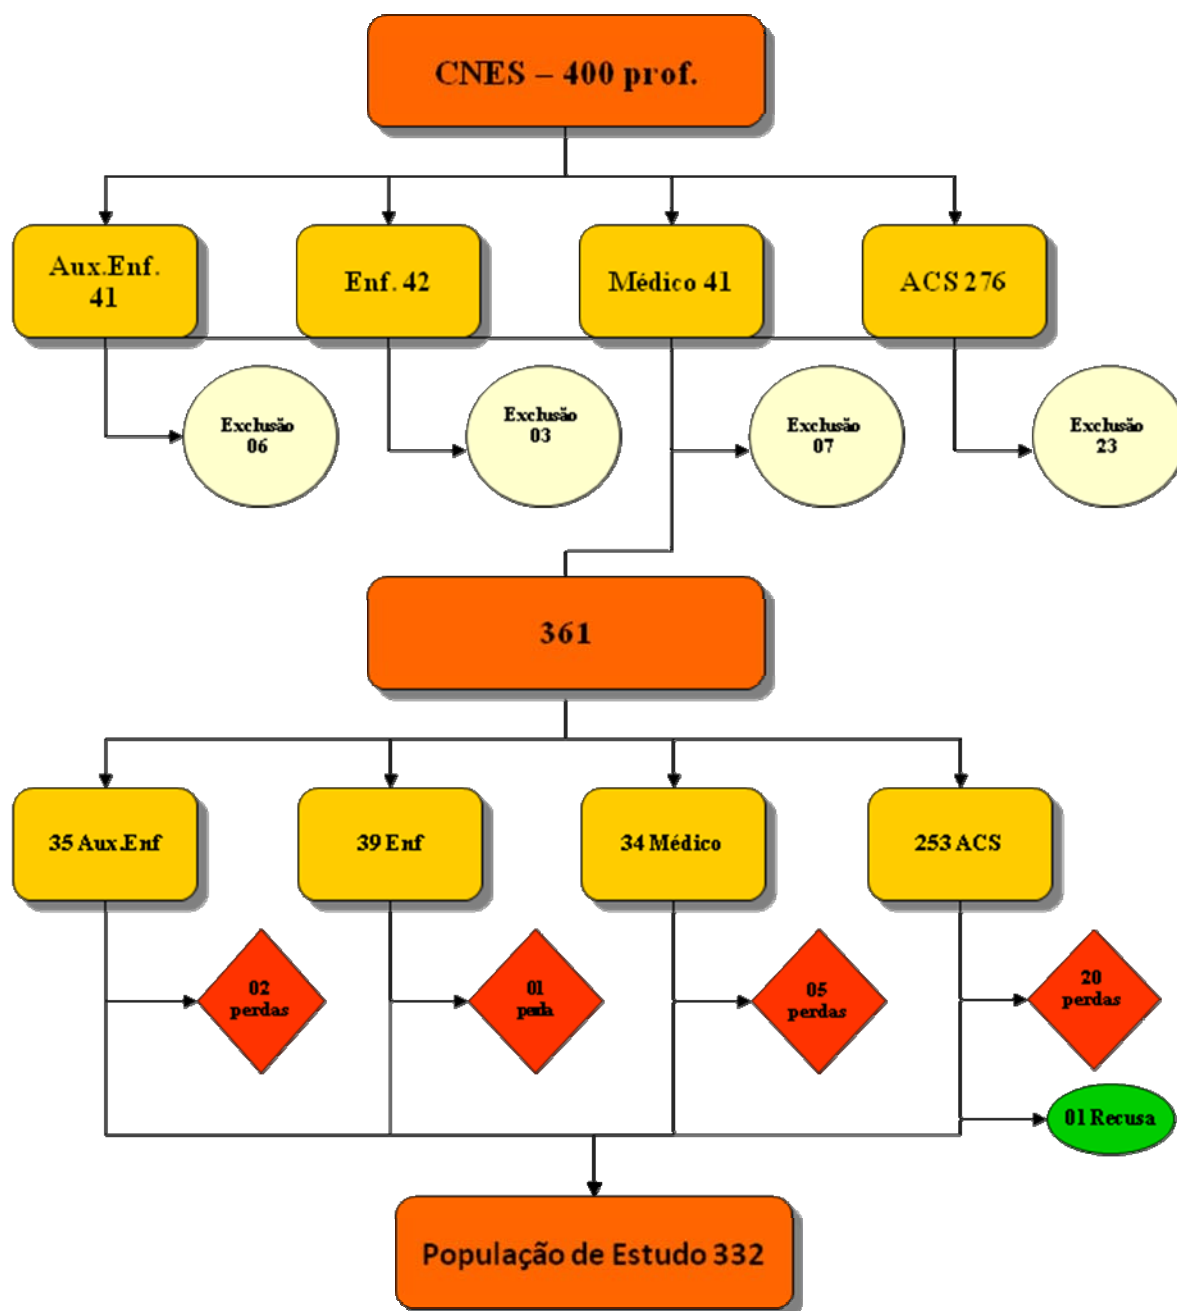 CNES – 400 prof.
Aux.Enf.
41
Enf. 42
Médico 41
ACS 276
Exclusão
06
Exclusão
03
Exclusão
07
Exclusão
23
361
35 Aux.Enf
39 Enf
34 Médico
253 ACS
02
perdas
01
perda
05
perdas
20
perdas
01 Recusa
População de Estudo 332